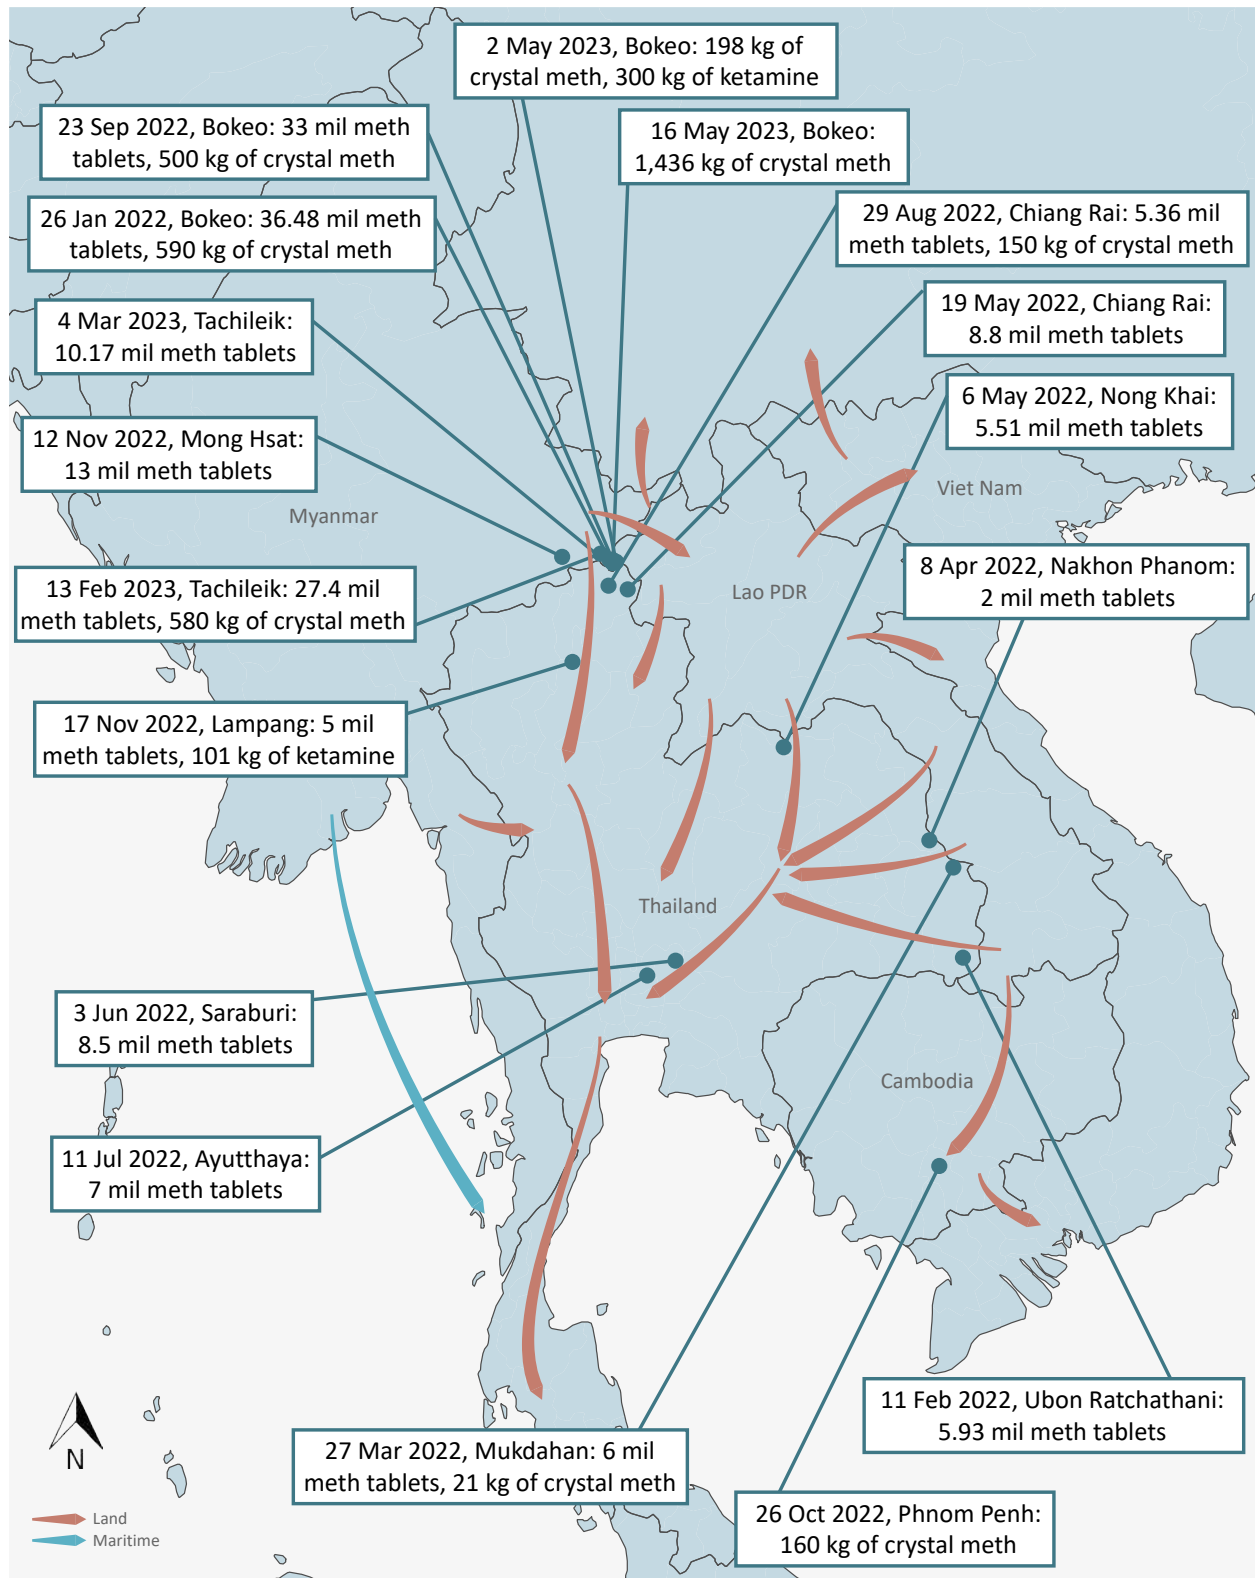 2 May 2023, Bokeo: 198 kg of
crystal meth, 300 kg of ketamine
23 Sep 2022, Bokeo: 33 mil meth
tablets, 500 kg of crystal meth
16 May 2023, Bokeo:
1,436 kg of crystal meth
26 Jan 2022, Bokeo: 36.48 mil meth
tablets, 590 kg of crystal meth
29 Aug 2022, Chiang Rai: 5.36 mil
meth tablets, 150 kg of crystal meth
4 Mar 2023, Tachileik:
10.17 mil meth tablets
19 May 2022, Chiang Rai:
8.8 mil meth tablets
6 May 2022, Nong Khai:
5.51 mil meth tablets
12 Nov 2022, Mong Hsat:
13 mil meth tablets
Viet Nam
Myanmar
8 Apr 2022, Nakhon Phanom:
2 mil meth tablets
13 Feb 2023, Tachileik: 27.4 mil
meth tablets, 580 kg of crystal meth
Lao PDR
17 Nov 2022, Lampang: 5 mil
meth tablets, 101 kg of ketamine
Thailand
3 Jun 2022, Saraburi:
8.5 mil meth tablets
Cambodia
11 Jul 2022, Ayutthaya:
7 mil meth tablets
11 Feb 2022, Ubon Ratchathani:
5.93 mil meth tablets
27 Mar 2022, Mukdahan: 6 mil
meth tablets, 21 kg of crystal meth
26 Oct 2022, Phnom Penh:
160 kg of crystal meth
N
Land
Maritime